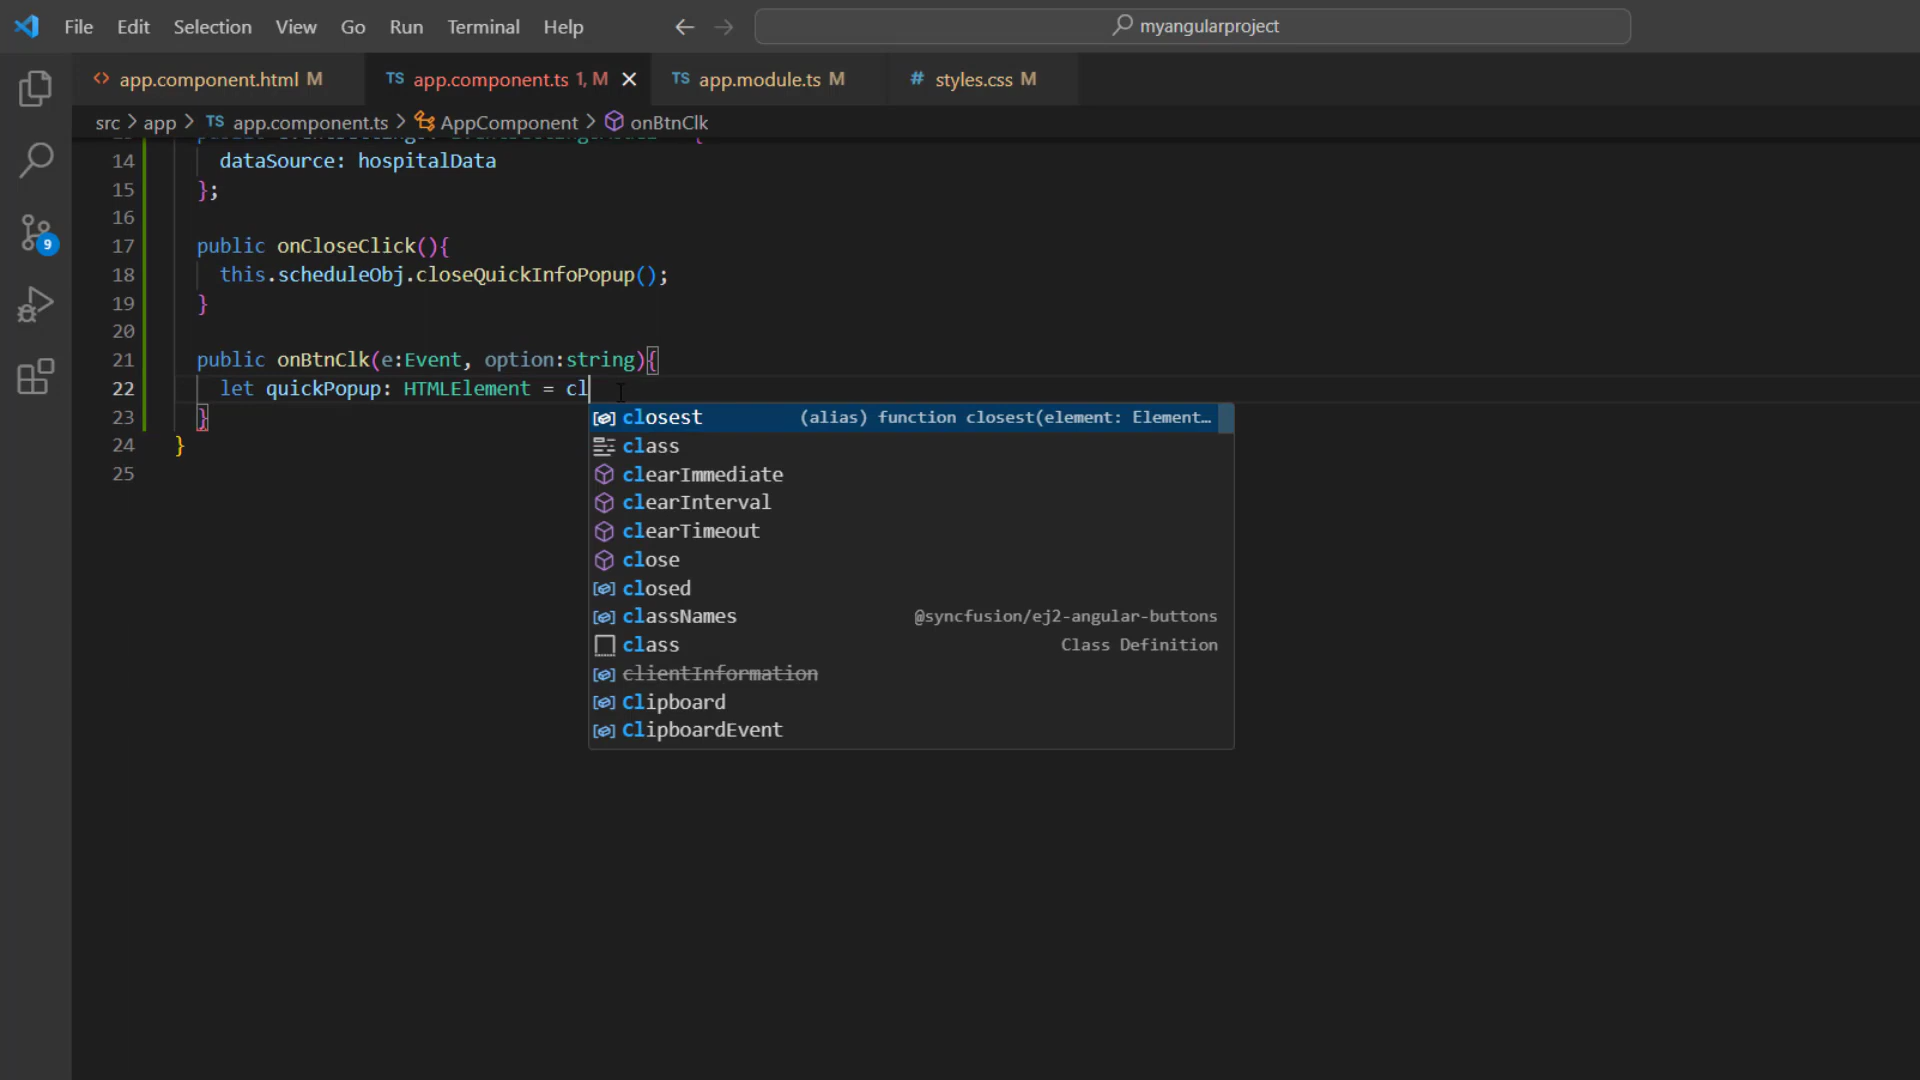 File Edit Selection View Go Run Terminal Help myangularproject
app.component.html M TS app.component.ts 1, M TS app.module.ts M # styles.css M
src > app > TS app.component.ts > AppComponent > onBtnClk
14 dataSource: hospitalData
15 };
16
17 public onCloseClick(){
18 this.scheduleObj.closeQuickInfoPopup();
19 }
20
21 public onBtnClk(e:Event, option:string){
22 let quickPopup: HTMLElement = cl
23 }
24 }
25
closest (alias) function closest(element: Element…
class
clearImmediate
clearInterval
clearTimeout
close
closed
classNames @syncfusion/ej2-angular-buttons
class Class Definition
clientInformation
Clipboard
ClipboardEvent
9